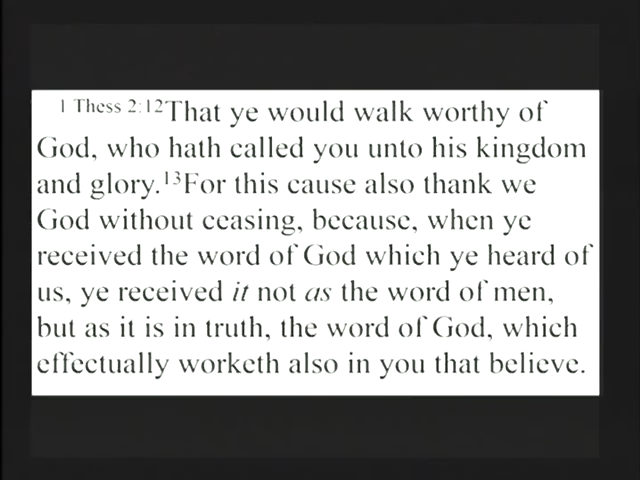 1 Thess 2:12That ye would walk worthy of
God, who hath called you unto his kingdom
and glory.13For this cause also thank we
God without ceasing, because, when ye
received the word of God which ye heard of
us, ye received it not as the word of men,
but as it is in truth, the word of God, which
effectually worketh also in you that believe.